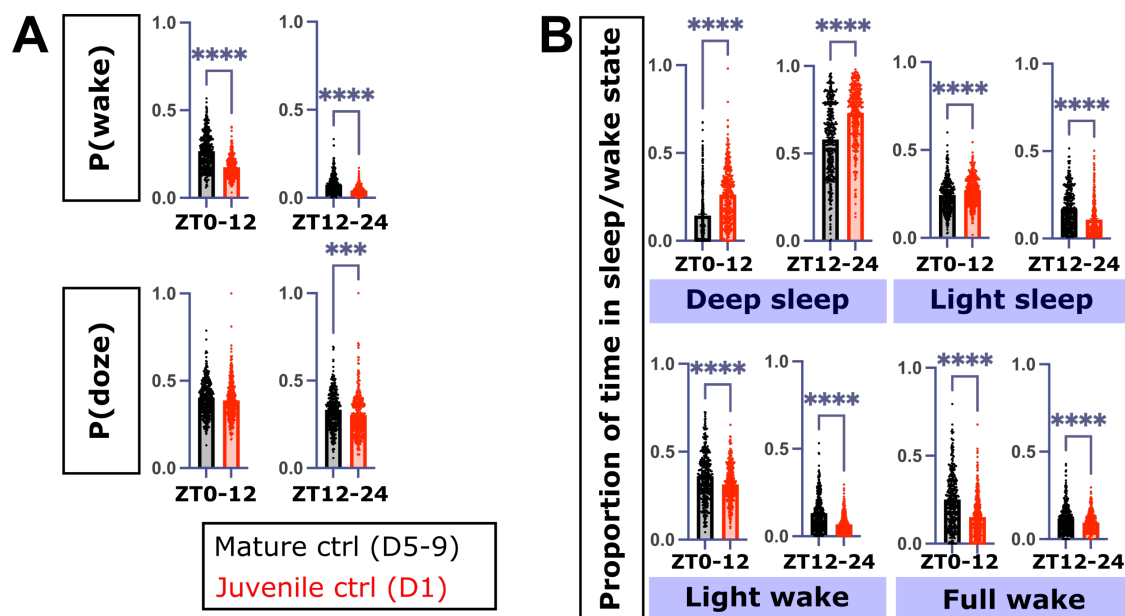 A
B
P(wake)
1.0
0.5
0.0
****
ZT0-12
1.0
0.5
0.0
****
ZT12-24
P(doze)
1.0
0.5
0.0
ZT0-12
1.0
0.5
0.0
***
ZT12-24
Mature ctrl (D5-9)
Juvenile ctrl (D1)
Proportion of time in sleep/wake state
1.0
0.5
0.0
****
ZT0-12
1.0
0.5
0.0
****
ZT12-24
Deep sleep
1.0
0.5
0.0
****
ZT0-12
1.0
0.5
0.0
****
ZT12-24
Light sleep
1.0
0.5
0.0
****
ZT0-12
1.0
0.5
0.0
****
ZT12-24
Light wake
1.0
0.5
0.0
****
ZT0-12
1.0
0.5
0.0
****
ZT12-24
Full wake